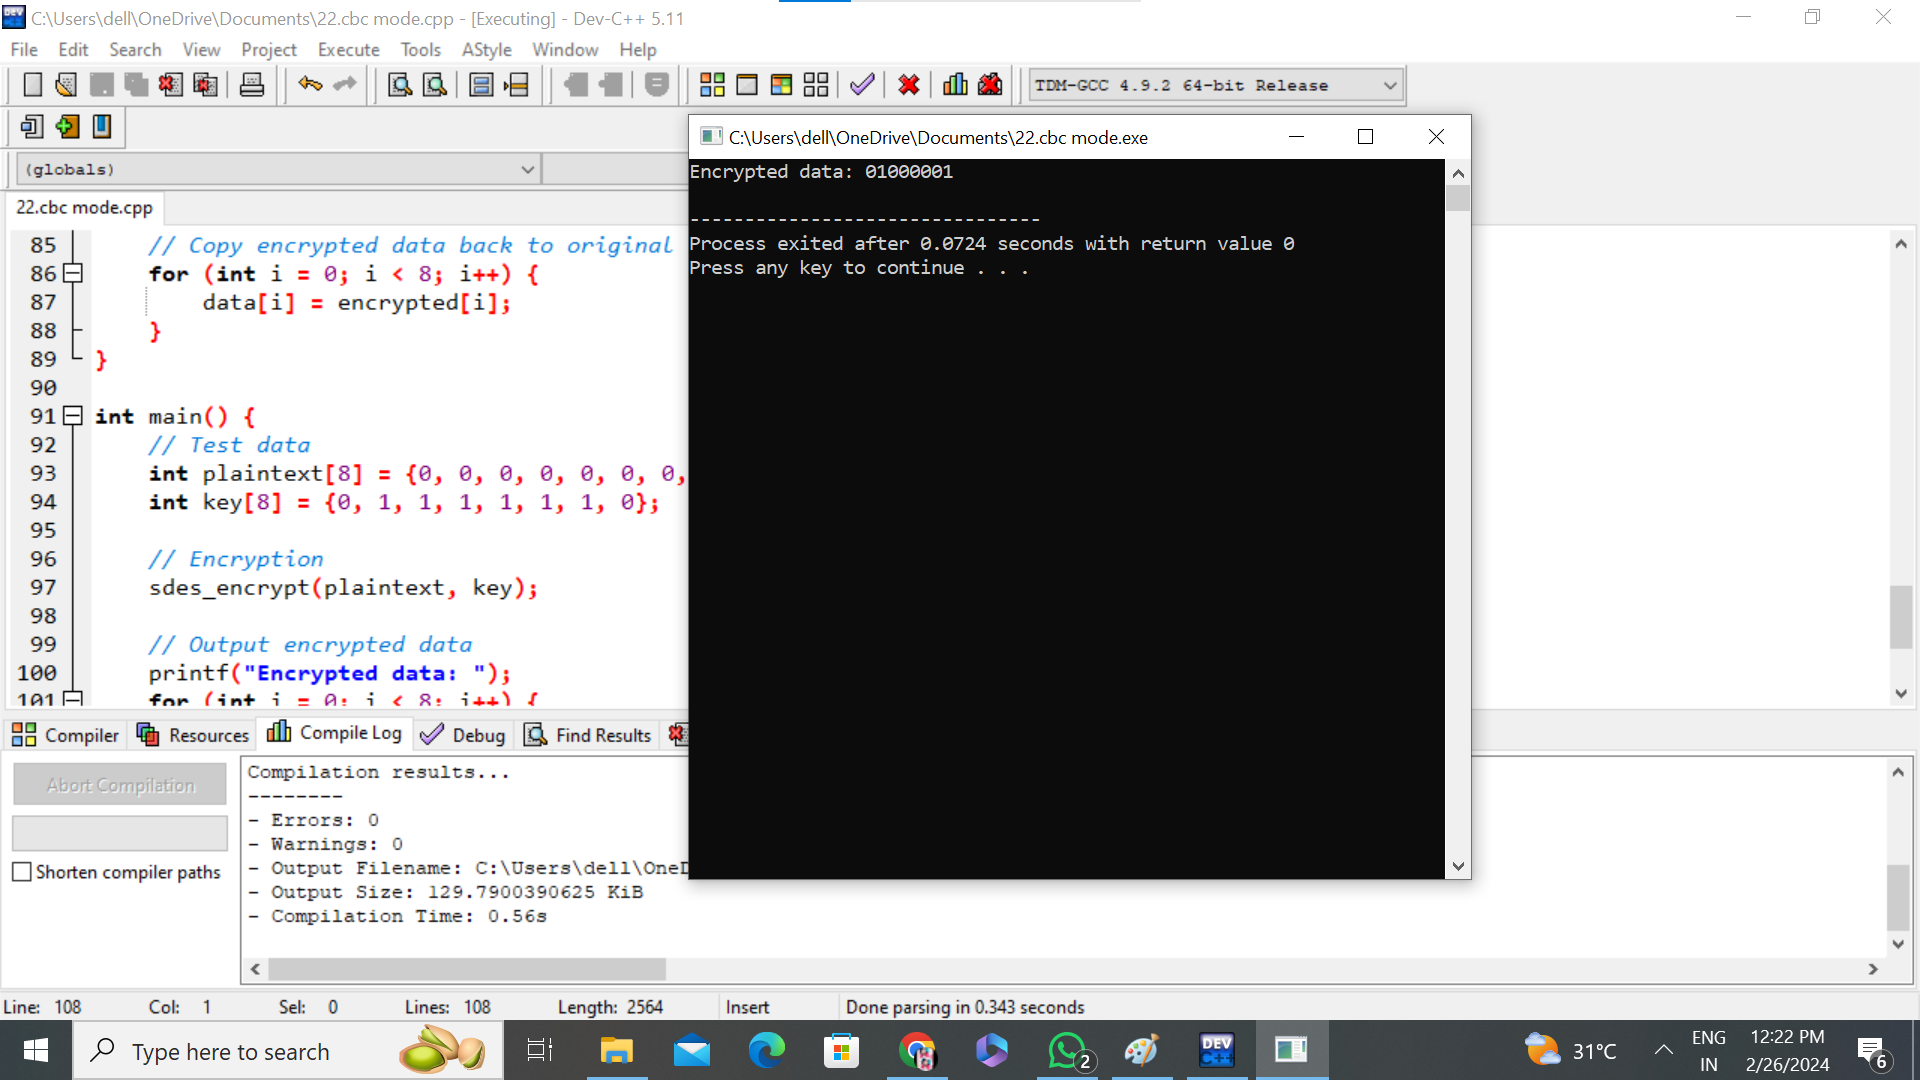 C:\Users\dell\OneDrive\Documents\22.cbc mode.cpp - [Executing] - Dev-C++ 5.11
File Edit Search View Project Execute Tools AStyle Window Help
TDM-GCC 4.9.2 64-bit Release
(globals)
22.cbc mode.cpp
85 // Copy encrypted data back to original
86 for (int i = 0; i < 8; i++) {
87 data[i] = encrypted[i];
88 }
89 }
90
91 int main() {
92 // Test data
93 int plaintext[8] = {0, 0, 0, 0, 0, 0, 0,
94 int key[8] = {0, 1, 1, 1, 1, 1, 1, 0};
95
96 // Encryption
97 sdes_encrypt(plaintext, key);
98
99 // Output encrypted data
100 printf("Encrypted data: ");
101 for (int i = 0; i < 8; i++) {
C:\Users\dell\OneDrive\Documents\22.cbc mode.exe
Encrypted data: 01000001
--------------------------------
Process exited after 0.0724 seconds with return value 0
Press any key to continue . . .
Compiler Resources Compile Log Debug Find Results
Abort Compilation
Shorten compiler paths
Compilation results...
--------
- Errors: 0
- Warnings: 0
- Output Filename: C:\Users\dell\OneD
- Output Size: 129.7900390625 KiB
- Compilation Time: 0.56s
Line: 108 Col: 1 Sel: 0 Lines: 108 Length: 2564 Insert Done parsing in 0.343 seconds
Type here to search
2
DEV C++
31°C
ENG
IN
12:22 PM
2/26/2024
6